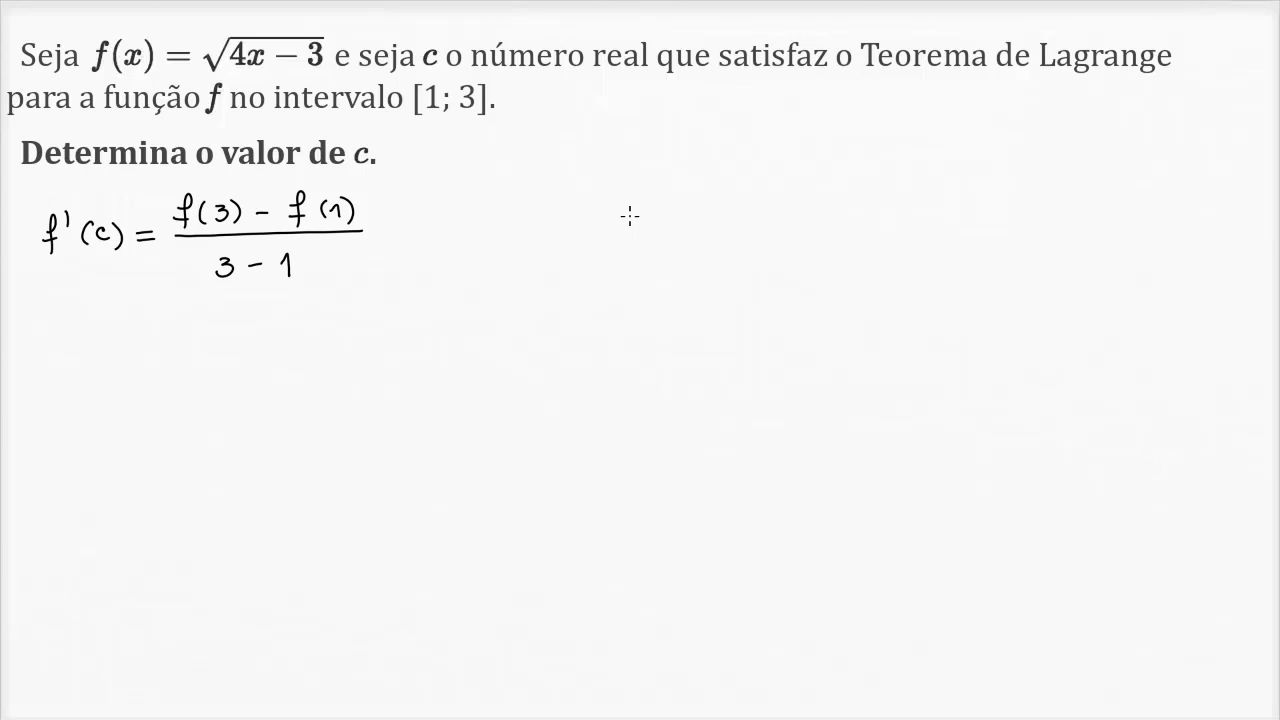 Seja f(x) = √(4x − 3) e seja c o número real que satisfaz o Teorema de Lagrange
para a função f no intervalo [1; 3].
Determina o valor de c.
f'(c) = (f(3) − f(1)) / (3 − 1)